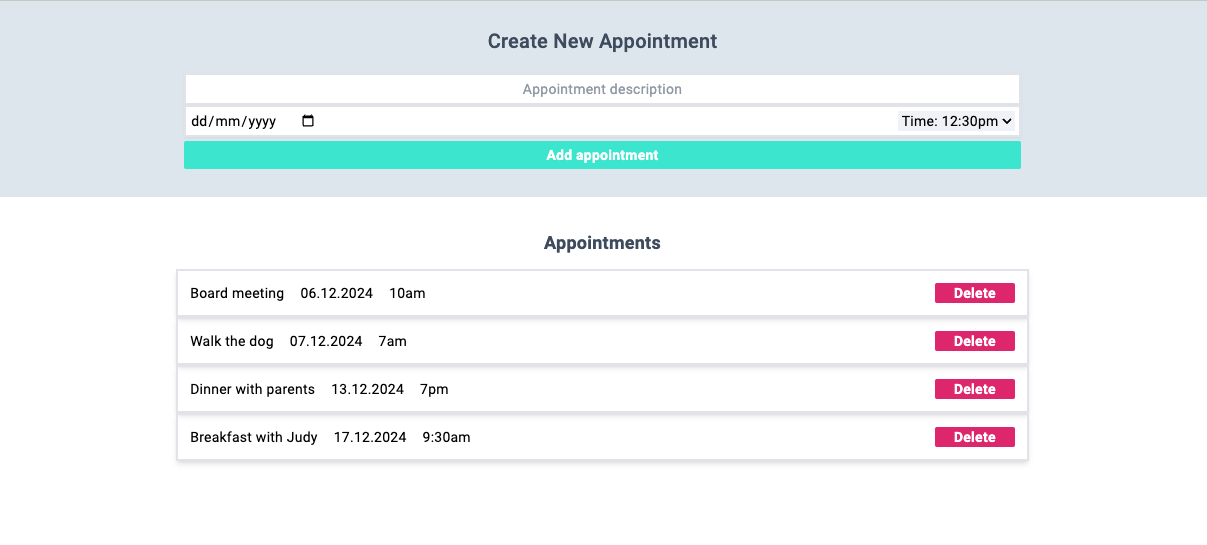 Create New Appointment
Appointment description
dd/mm/yyyy Time: 12:30pm
Add appointment
Appointments
Board meeting 06.12.2024 10am Delete
Walk the dog 07.12.2024 7am Delete
Dinner with parents 13.12.2024 7pm Delete
Breakfast with Judy 17.12.2024 9:30am Delete